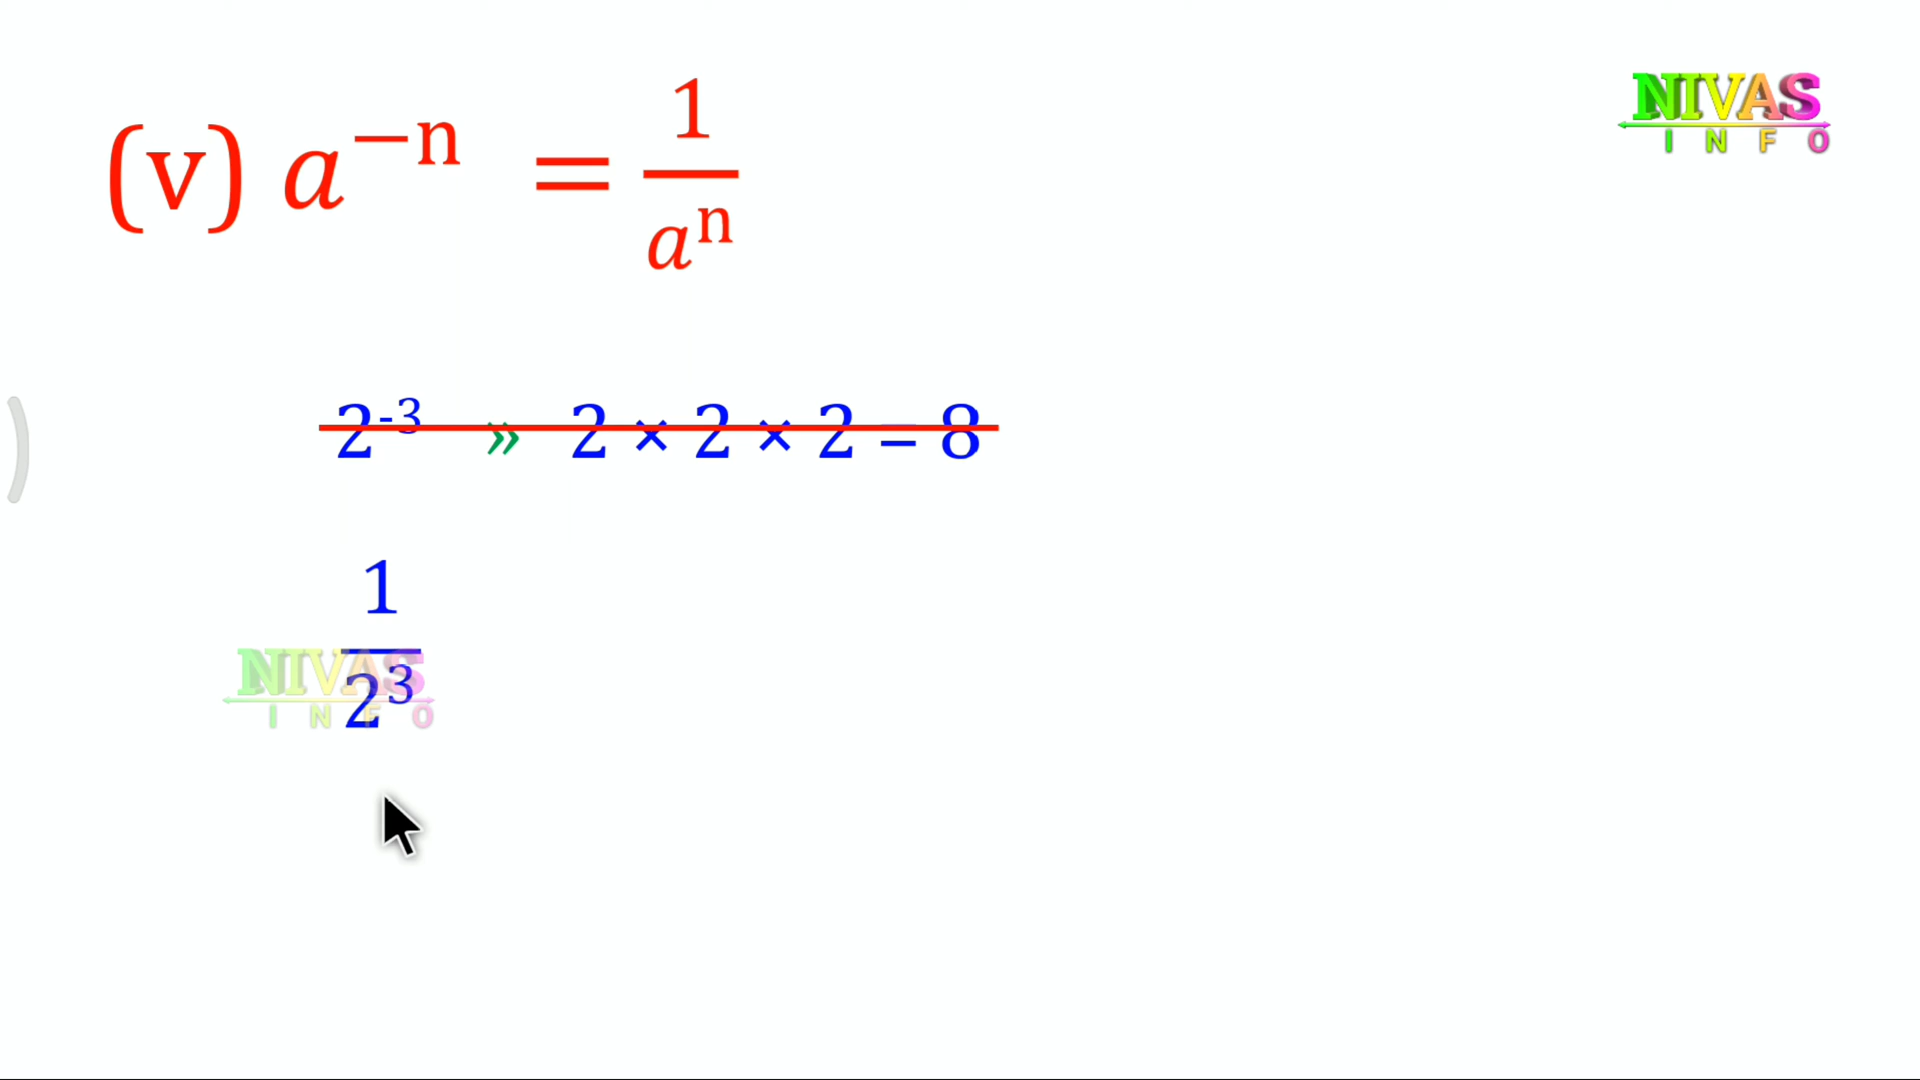 (v) a⁻ⁿ = 1/aⁿ
NIVAS
INFO
2⁻³ » 2 × 2 × 2 = 8
1/2³
NIVAS
INFO